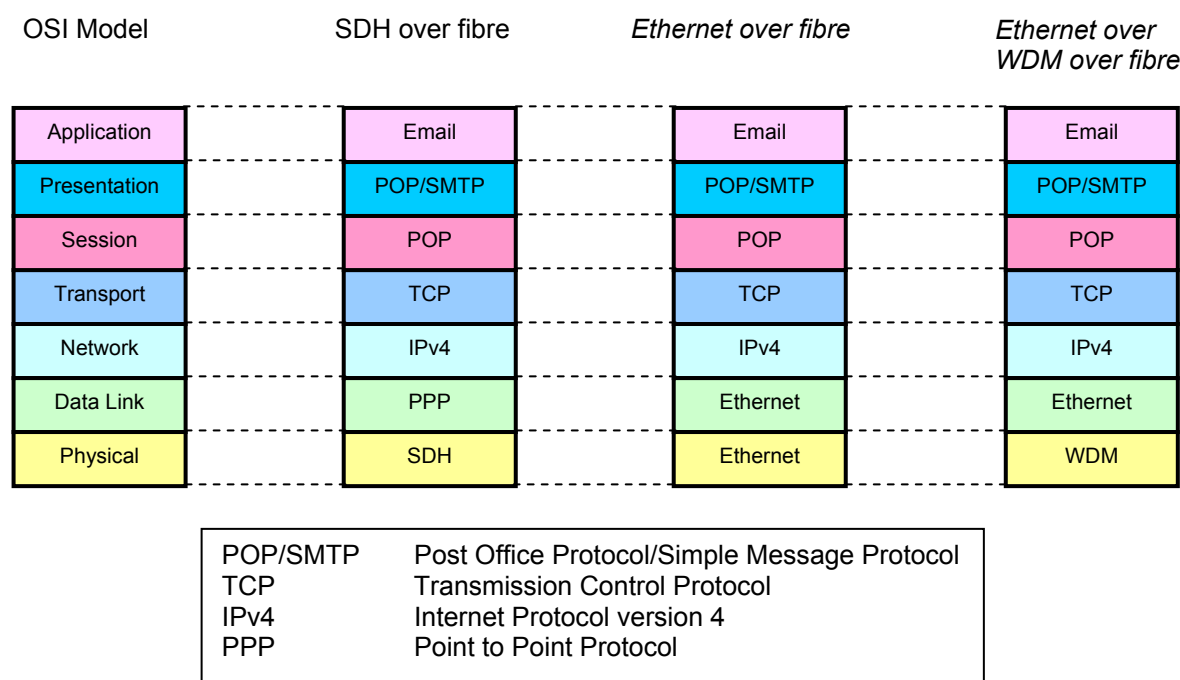 OSI Model SDH over fibre Ethernet over fibre Ethernet over
WDM over fibre
Application Email Email Email
Presentation POP/SMTP POP/SMTP POP/SMTP
Session POP POP POP
Transport TCP TCP TCP
Network IPv4 IPv4 IPv4
Data Link PPP Ethernet Ethernet
Physical SDH Ethernet WDM
POP/SMTP Post Office Protocol/Simple Message Protocol
TCP Transmission Control Protocol
IPv4 Internet Protocol version 4
PPP Point to Point Protocol